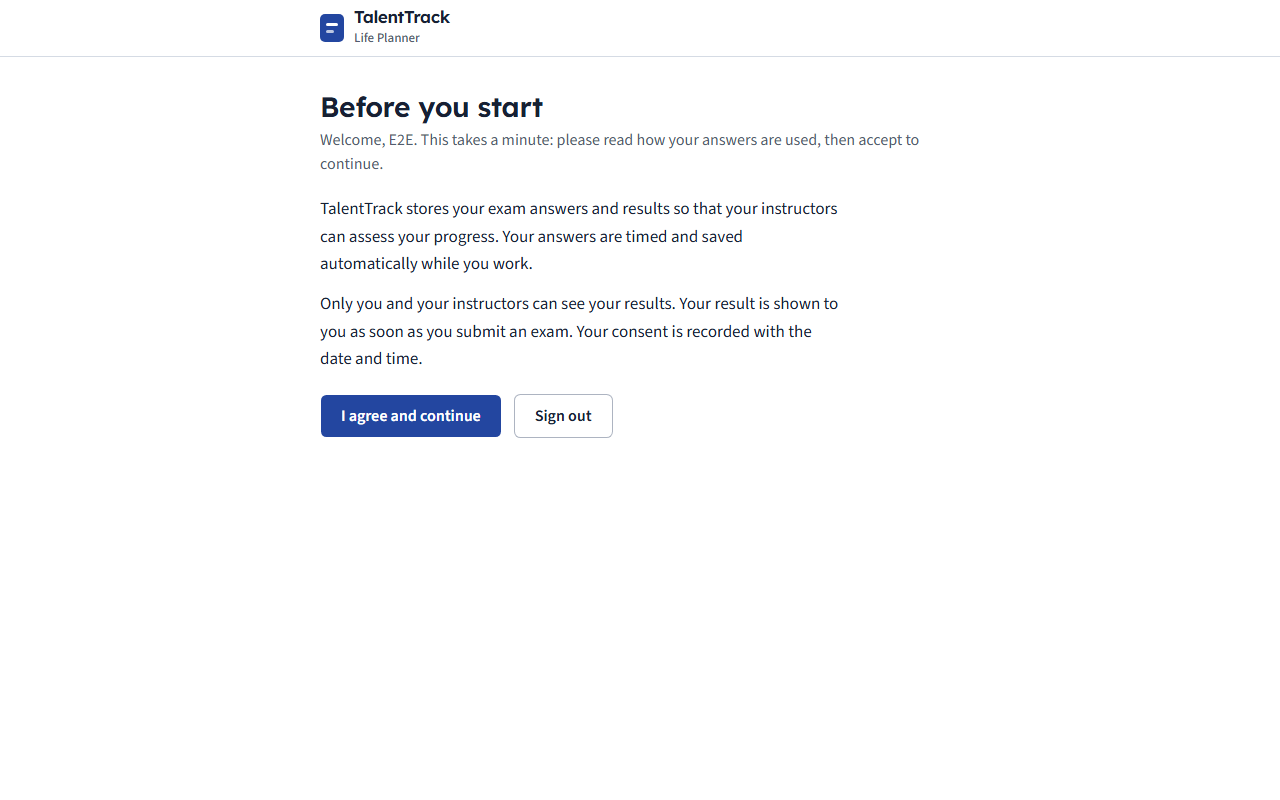 TalentTrack
Life Planner
Before you start
Welcome, E2E. This takes a minute: please read how your answers are used, then accept to
continue.
TalentTrack stores your exam answers and results so that your instructors
can assess your progress. Your answers are timed and saved
automatically while you work.
Only you and your instructors can see your results. Your result is shown to
you as soon as you submit an exam. Your consent is recorded with the
date and time.
I agree and continue
Sign out